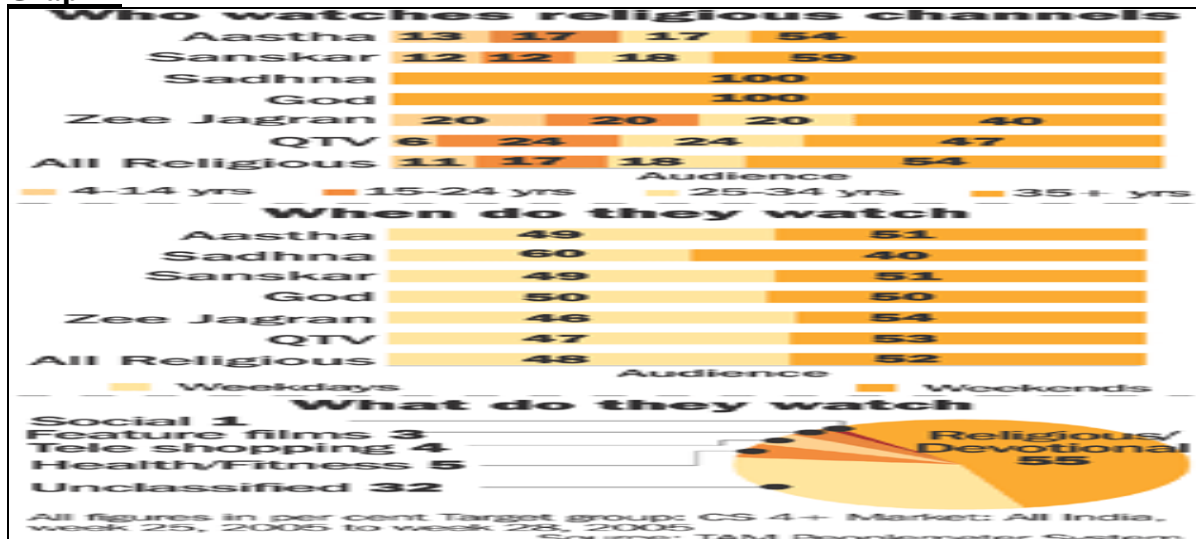 Who watches religious channels
Aastha 13 17 17 54
Sanskar 12 12 18 59
Sadhna 100
God 100
Zee Jagran 20 20 20 40
QTV 6 24 24 47
All Religious 11 17 18 54
Audience
4-14 yrs 15-24 yrs 25-34 yrs 35+ yrs
When do they watch
Aastha 49 51
Sadhna 60 40
Sanskar 49 51
God 50 50
Zee Jagran 46 54
QTV 47 53
All Religious 48 52
Audience
Weekdays Weekends
What do they watch
Social 1
Feature films 3
Tele shopping 4
Health/Fitness 5
Unclassified 32
Religious/
Devotional
55
All figures in per cent Target group: CS 4+ Market: All India,
week 25, 2005 to week 28, 2005
Source: TAM Peoplemeter System